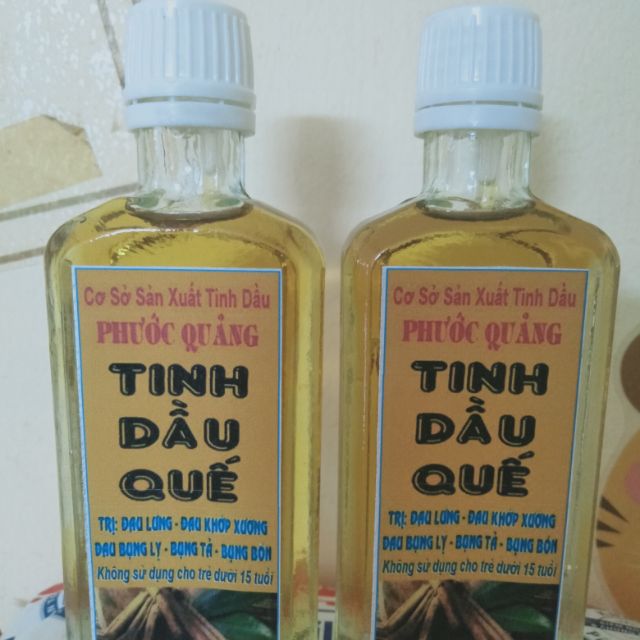 Cơ Sở Sản Xuất Tinh Dầu
PHƯỚC QUẢNG
TINH
DẦU
QUẾ
TRỊ: ĐAU LƯNG - ĐAU KHỚP XƯƠNG
ĐAU BỤNG LỴ - BỤNG TẢ - BỤNG BÓN
Không sử dụng cho trẻ dưới 15 tuổi
Cơ Sở Sản Xuất Tinh Dầu
PHƯỚC QUẢNG
TINH
DẦU
QUẾ
TRỊ: ĐAU LƯNG - ĐAU KHỚP XƯƠNG
ĐAU BỤNG LỴ - BỤNG TẢ - BỤNG BÓN
Không sử dụng cho trẻ dưới 15 tuổi